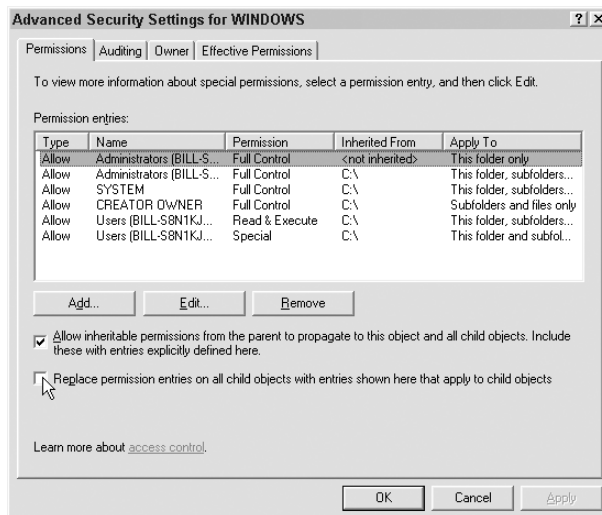 Advanced Security Settings for WINDOWS
Permissions Auditing Owner Effective Permissions
To view more information about special permissions, select a permission entry, and then click Edit.
Permission entries:
Type Name Permission Inherited From Apply To
Allow Administrators (BILL-S... Full Control <not inherited> This folder only
Allow Administrators (BILL-S... Full Control C:\ This folder, subfolders...
Allow SYSTEM Full Control C:\ This folder, subfolders...
Allow CREATOR OWNER Full Control C:\ Subfolders and files only
Allow Users (BILL-S8N1KJ... Read & Execute C:\ This folder, subfolders...
Allow Users (BILL-S8N1KJ... Special C:\ This folder and subfol...
Add... Edit... Remove
Allow inheritable permissions from the parent to propagate to this object and all child objects. Include
these with entries explicitly defined here.
Replace permission entries on all child objects with entries shown here that apply to child objects
Learn more about access control.
OK Cancel Apply